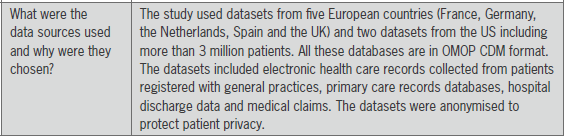 What were the
data sources used
and why were they
chosen?
The study used datasets from five European countries (France, Germany,
the Netherlands, Spain and the UK) and two datasets from the US including
more than 3 million patients. All these databases are in OMOP CDM format.
The datasets included electronic health care records collected from patients
registered with general practices, primary care records databases, hospital
discharge data and medical claims. The datasets were anonymised to
protect patient privacy.